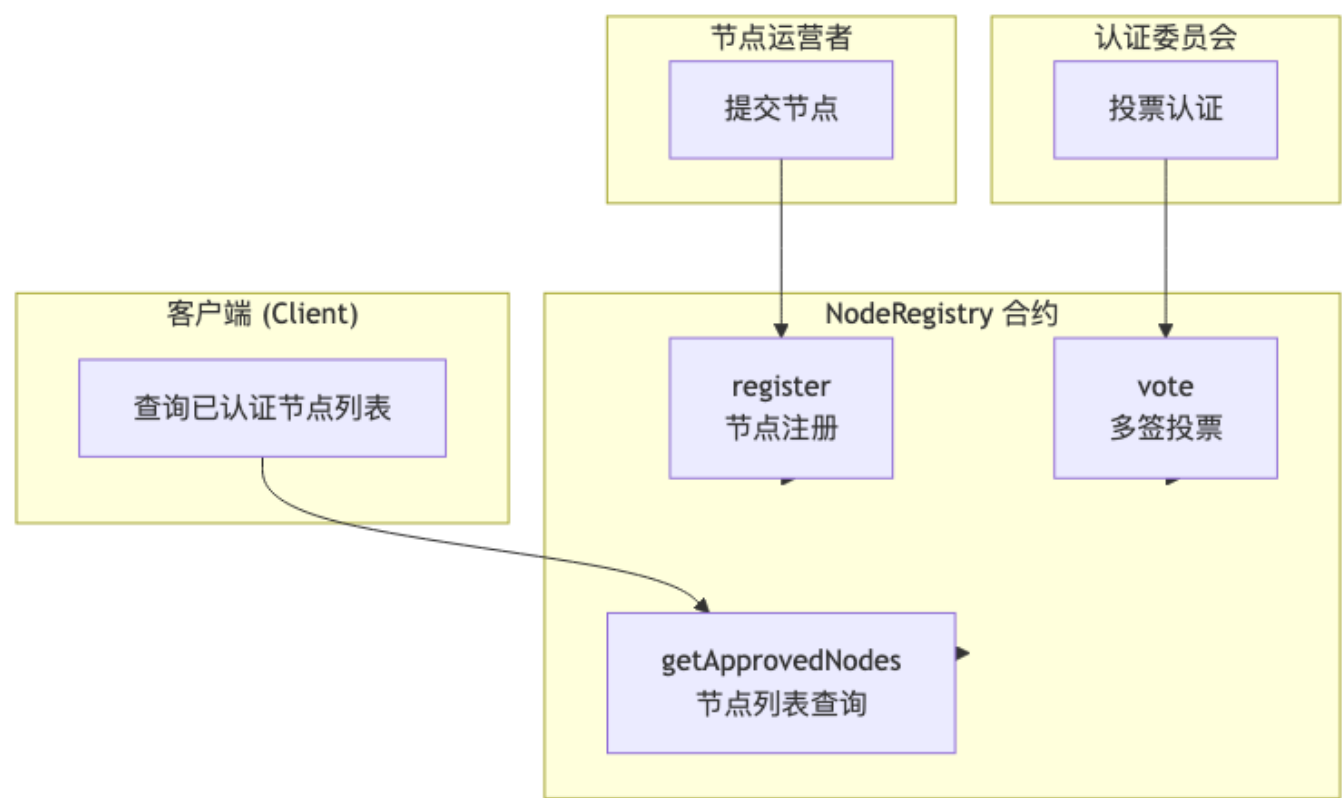 节点运营者
提交节点
认证委员会
投票认证
客户端 (Client)
查询已认证节点列表
NodeRegistry 合约
register
节点注册
vote
多签投票
getApprovedNodes
节点列表查询